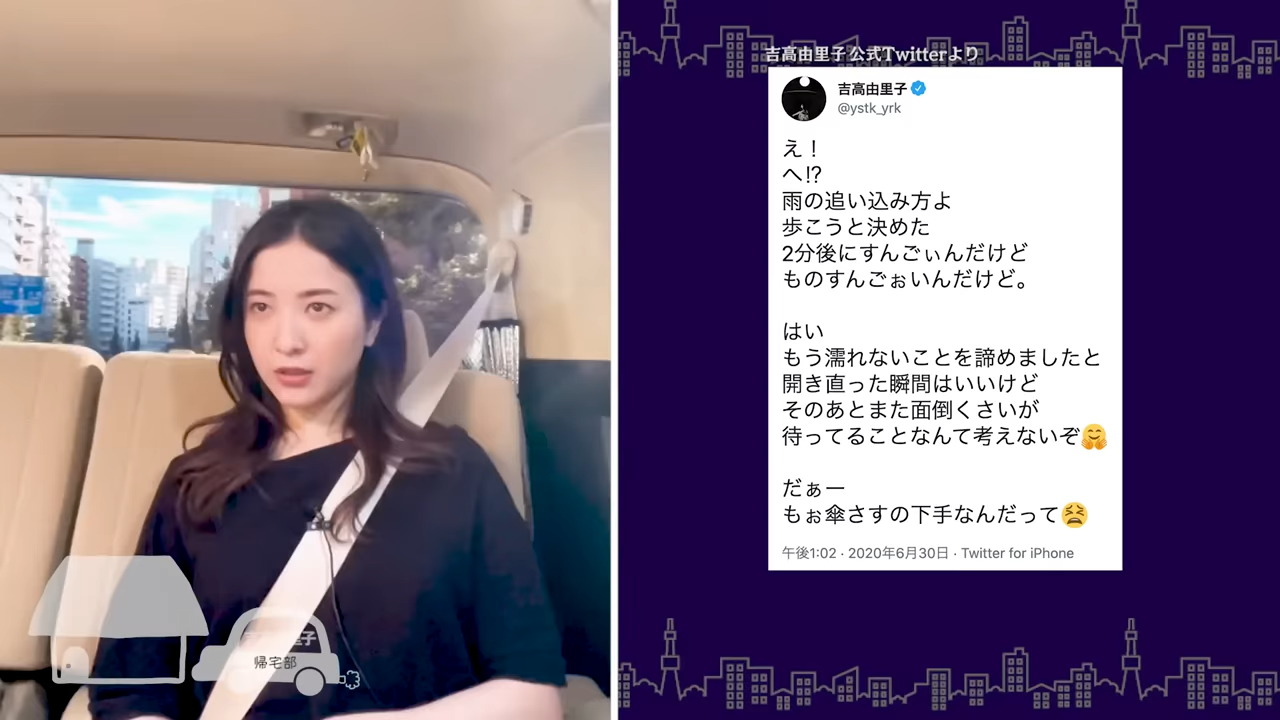 吉高由里子 公式Twitterより
吉高由里子
@ystk_yrk
え！
へ⁉
雨の追い込み方よ
歩こうと決めた
2分後にすんごぃんだけど
ものすんごぉいんだけど。
はい
もう濡れないことを諦めましたと
開き直った瞬間はいいけど
そのあとまた面倒くさいが
待ってることなんて考えないぞ🤗
だぁー
もぉ傘さすの下手なんだって😫
午後1:02 · 2020年6月30日 · Twitter for iPhone
帰宅部